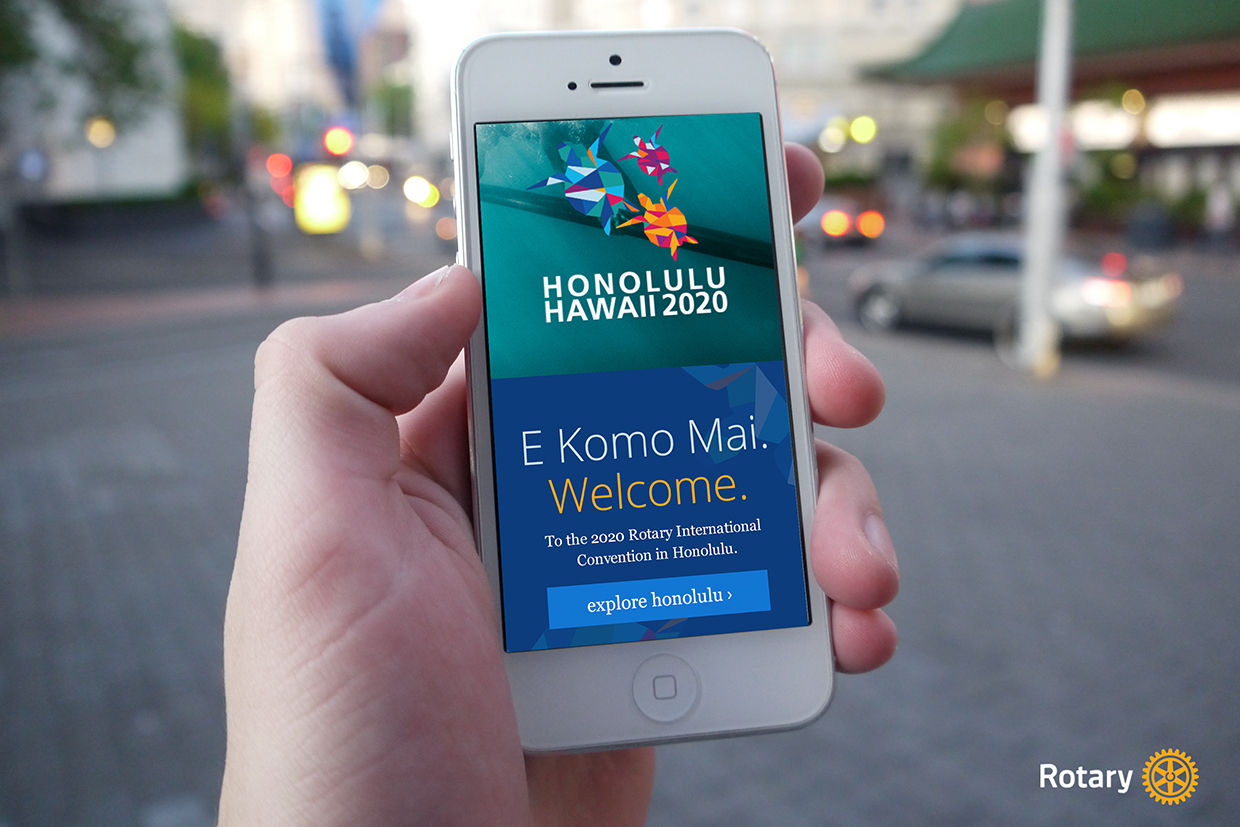 HONOLULU
HAWAII 2020
E Komo Mai.
Welcome.
To the 2020 Rotary International
Convention in Honolulu.
explore honolulu ›
Rotary